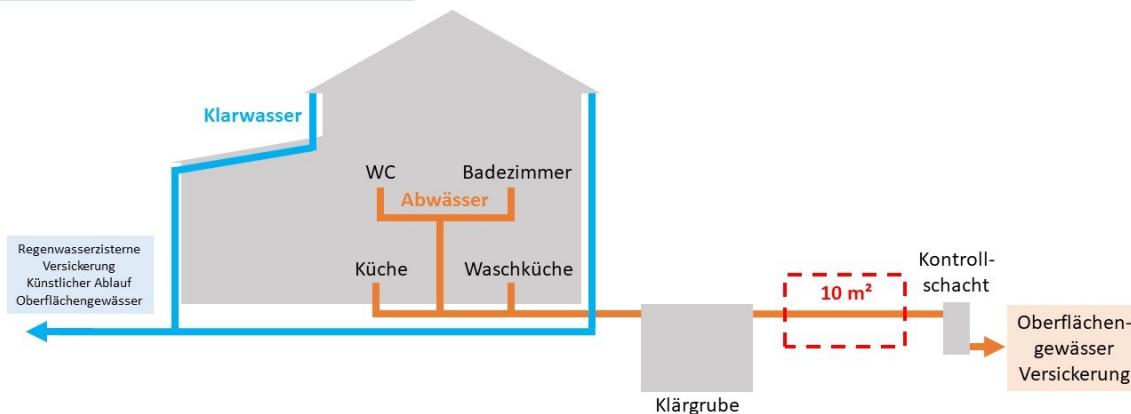 Klarwasser
WC
Badezimmer
Abwässer
Regenwasserzisterne
Versickerung
Künstlicher Ablauf
Oberflächengewässer
Küche
Waschküche
10 m²
Kontroll-
schacht
Oberflächen-
gewässer
Versickerung
Klärgrube